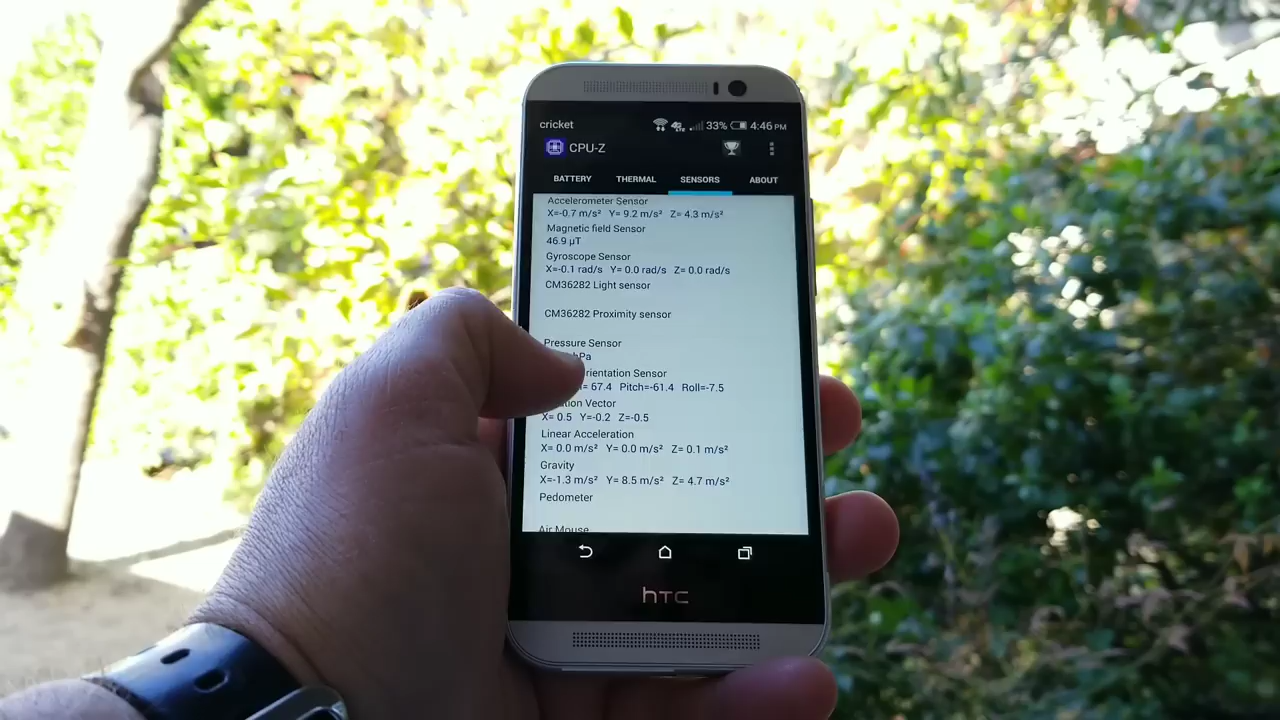 cricket 4G LTE 33% 4:46 PM
CPU-Z
BATTERY THERMAL SENSORS ABOUT
Accelerometer Sensor
X=-0.7 m/s² Y= 9.2 m/s² Z= 4.3 m/s²
Magnetic field Sensor
46.9 µT
Gyroscope Sensor
X=-0.1 rad/s Y= 0.0 rad/s Z= 0.0 rad/s
CM36282 Light sensor
CM36282 Proximity sensor
Pressure Sensor
hPa
rientation Sensor
= 67.4 Pitch=-61.4 Roll=-7.5
Vector
X= 0.5 Y=-0.2 Z=-0.5
Linear Acceleration
X= 0.0 m/s² Y= 0.0 m/s² Z= 0.1 m/s²
Gravity
X=-1.3 m/s² Y= 8.5 m/s² Z= 4.7 m/s²
Pedometer
Air Mouse
hTC